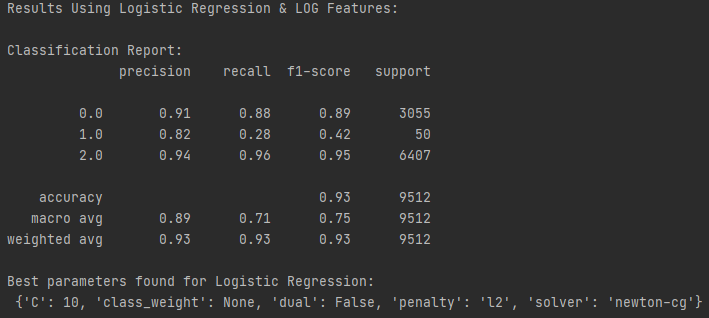 Results Using Logistic Regression & LOG Features:
Classification Report:
precision recall f1-score support
0.0 0.91 0.88 0.89 3055
1.0 0.82 0.28 0.42 50
2.0 0.94 0.96 0.95 6407
accuracy 0.93 9512
macro avg 0.89 0.71 0.75 9512
weighted avg 0.93 0.93 0.93 9512
Best parameters found for Logistic Regression:
{'C': 10, 'class_weight': None, 'dual': False, 'penalty': 'l2', 'solver': 'newton-cg'}